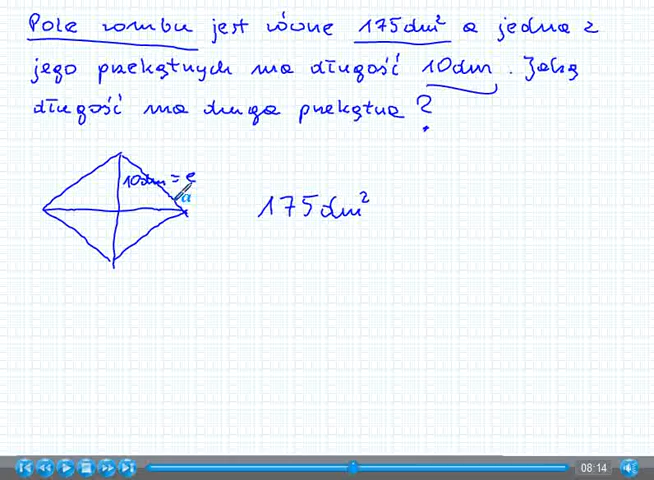 Pole rombu jest równe 175dm² a jedna z
jego przekątnych ma długość 10dm. Jaką
długość ma druga przekątna?
10dm = e
a
175dm²
08:14